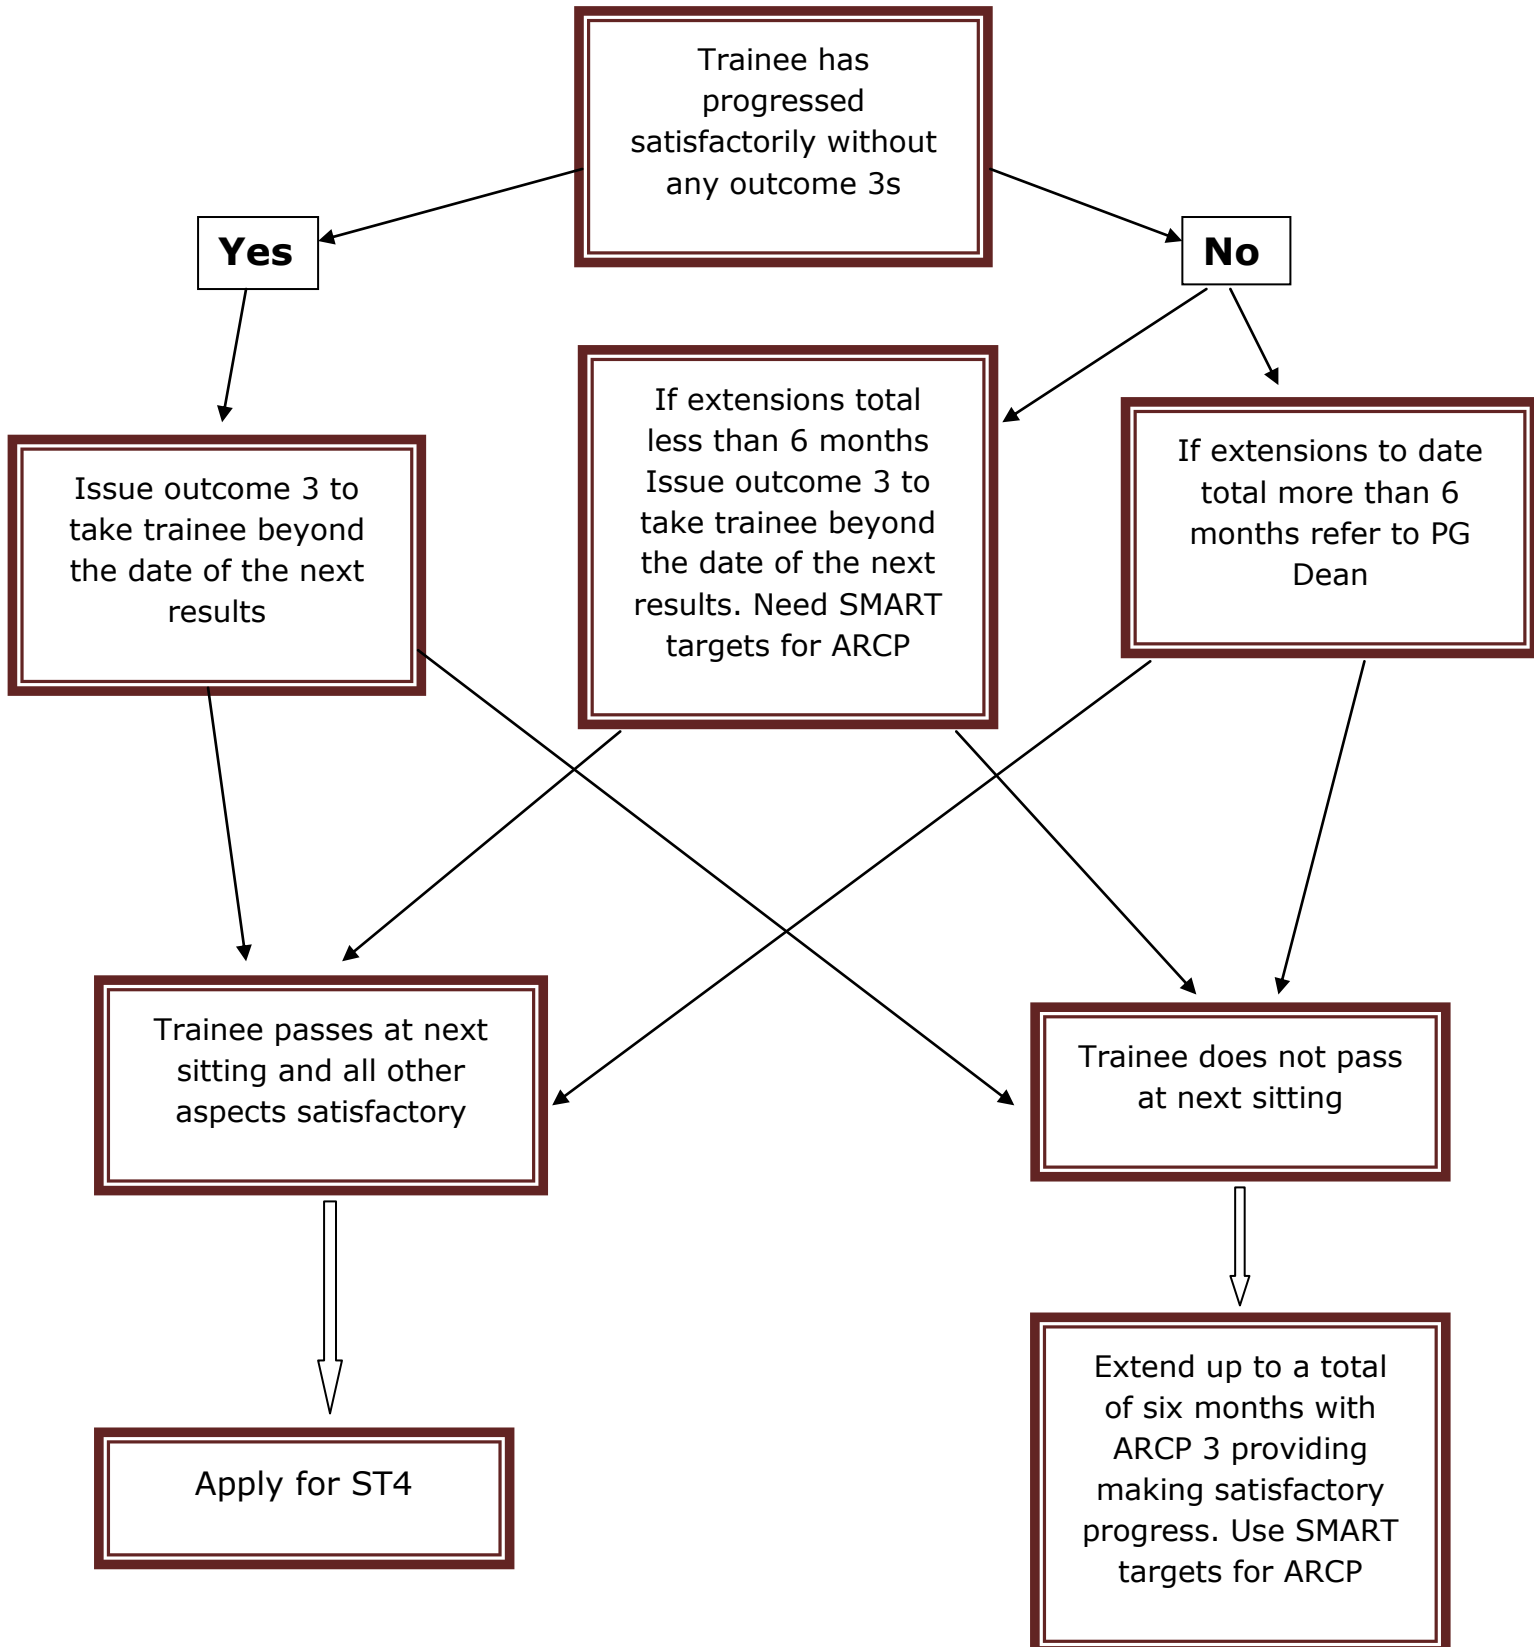 Trainee has
progressed
satisfactorily without
any outcome 3s
Yes
No
Issue outcome 3 to
take trainee beyond
the date of the next
results
If extensions total
less than 6 months
Issue outcome 3 to
take trainee beyond
the date of the next
results. Need SMART
targets for ARCP
If extensions to date
total more than 6
months refer to PG
Dean
Trainee passes at next
sitting and all other
aspects satisfactory
Trainee does not pass
at next sitting
Apply for ST4
Extend up to a total
of six months with
ARCP 3 providing
making satisfactory
progress. Use SMART
targets for ARCP